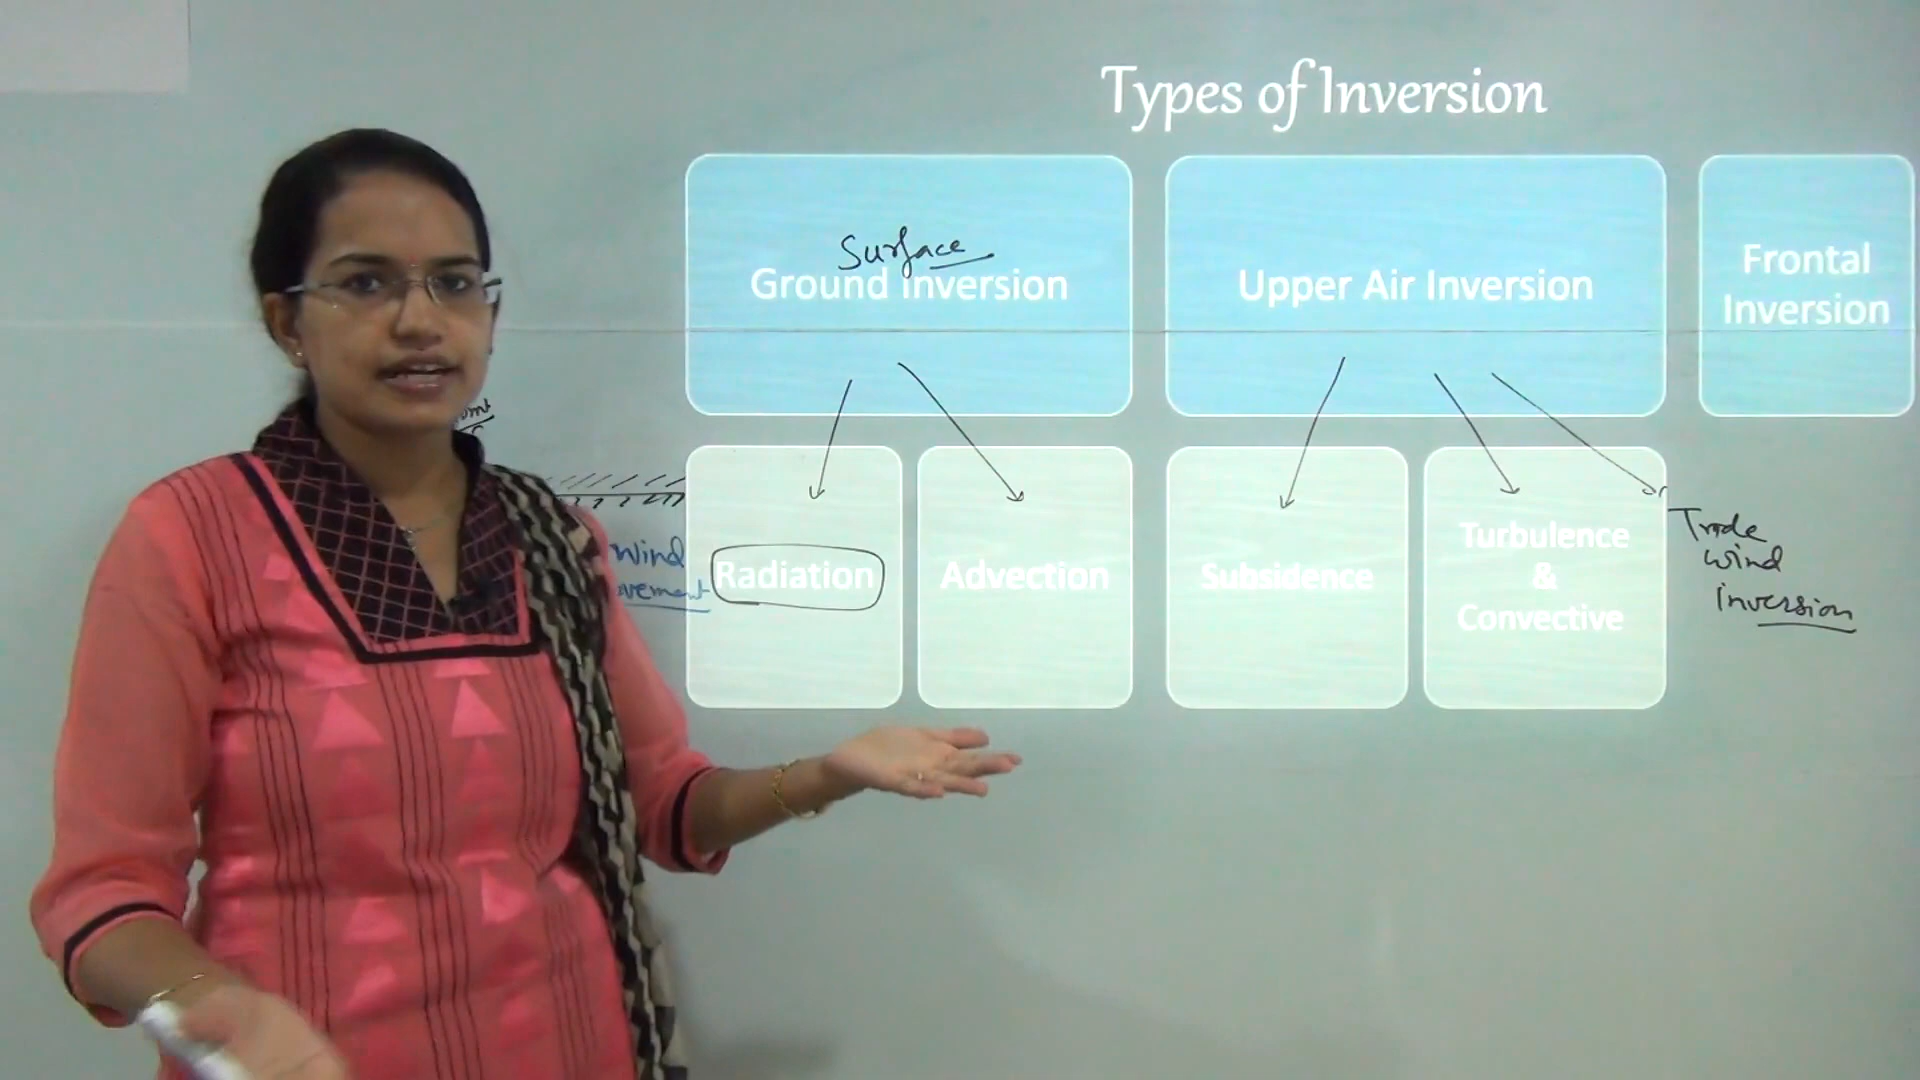 Types of Inversion
Surface
Ground inversion
Upper Air Inversion
Frontal
Inversion
Radiation
Advection
Subsidence
Turbulence
&
Convective
Trade
Wind
Inversion
Wind